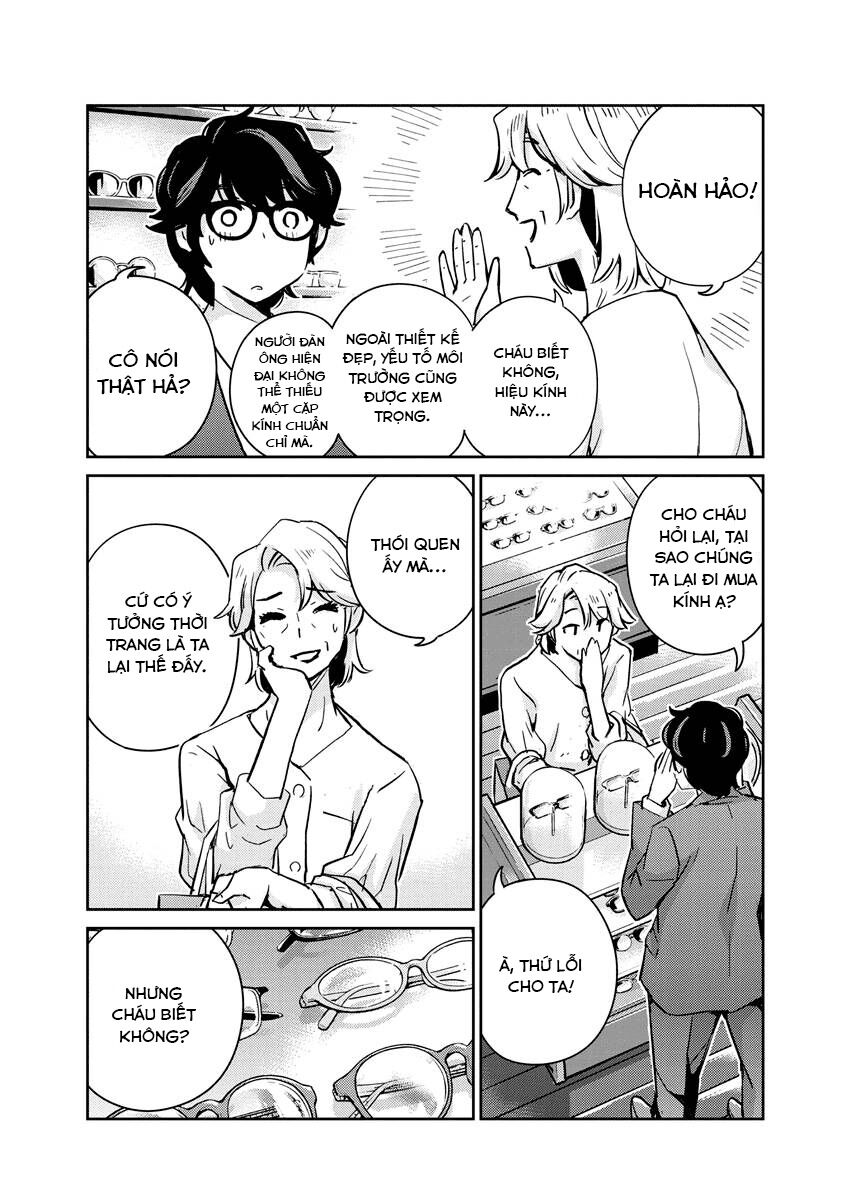 HOÀN HẢO!
CHÁU BIẾT
KHÔNG,
HIỆU KÍNH
NÀY...
NGOÀI THIẾT KẾ
ĐẸP, YẾU TỐ MÔI
TRƯỜNG CŨNG
ĐƯỢC XEM
TRỌNG.
NGƯỜI ĐÀN
ÔNG HIỆN
ĐẠI KHÔNG
THỂ THIẾU
MỘT CẶP
KÍNH CHUẨN
CHỈ MÀ.
CÔ NÓI
THẬT HẢ?
CHO CHÁU
HỎI LẠI, TẠI
SAO CHÚNG
TA LẠI ĐI MUA
KÍNH Ạ?
À, THỨ LỖI
CHO TA!
THÓI QUEN
ẤY MÀ...
CỨ CÓ Ý
TƯỞNG THỜI
TRANG LÀ TA
LẠI THẾ ĐẤY.
NHƯNG
CHÁU BIẾT
KHÔNG?